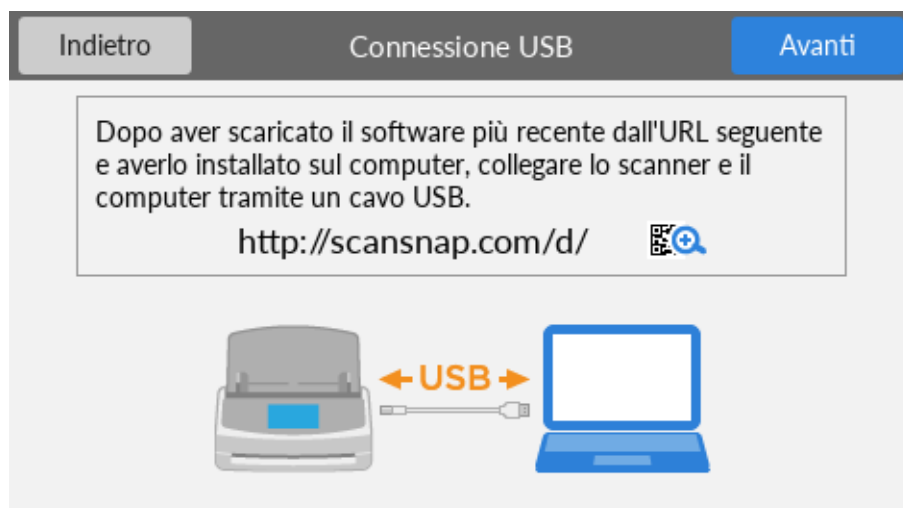 Indietro
Connessione USB
Avanti
Dopo aver scaricato il software più recente dall'URL seguente
e averlo installato sul computer, collegare lo scanner e il
computer tramite un cavo USB.
http://scansnap.com/d/
USB